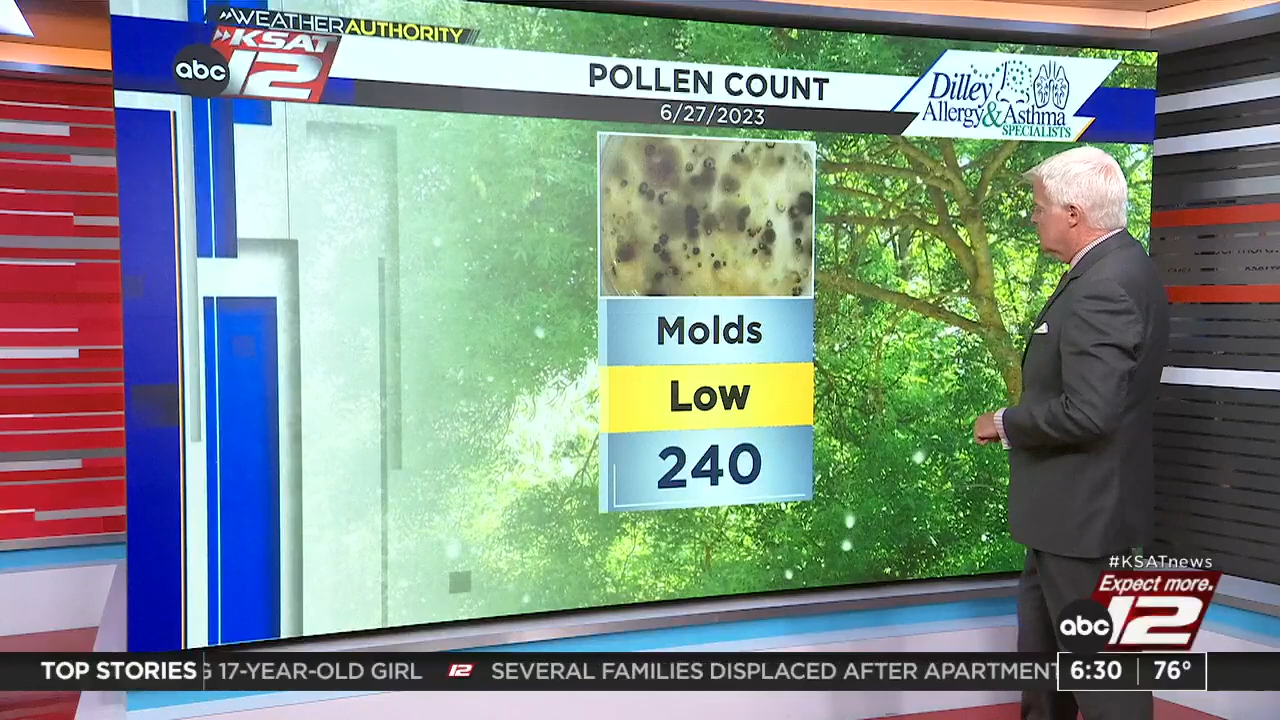 WEATHER AUTHORITY
KSAT
abc 12
POLLEN COUNT
6/27/2023
Dilley
Allergy & Asthma
SPECIALISTS
Molds
Low
240
#KSATnews
Expect more.
abc 12
TOP STORIES 17-YEAR-OLD GIRL 12 SEVERAL FAMILIES DISPLACED AFTER APARTMENT 6:30 76°